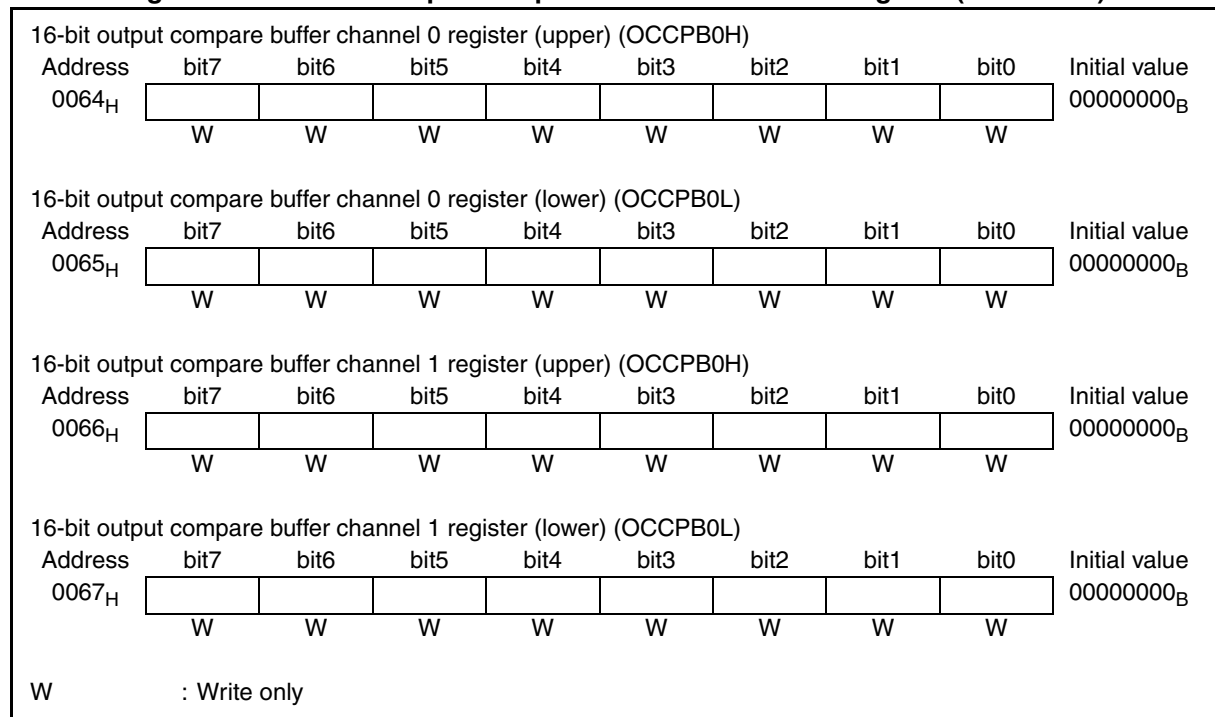 16-bit output compare buffer channel 0 register (upper) (OCCPB0H)
Address bit7 bit6 bit5 bit4 bit3 bit2 bit1 bit0 Initial value
0064H 00000000B
W W W W W W W W
16-bit output compare buffer channel 0 register (lower) (OCCPB0L)
Address bit7 bit6 bit5 bit4 bit3 bit2 bit1 bit0 Initial value
0065H 00000000B
W W W W W W W W
16-bit output compare buffer channel 1 register (upper) (OCCPB0H)
Address bit7 bit6 bit5 bit4 bit3 bit2 bit1 bit0 Initial value
0066H 00000000B
W W W W W W W W
16-bit output compare buffer channel 1 register (lower) (OCCPB0L)
Address bit7 bit6 bit5 bit4 bit3 bit2 bit1 bit0 Initial value
0067H 00000000B
W W W W W W W W
W : Write only